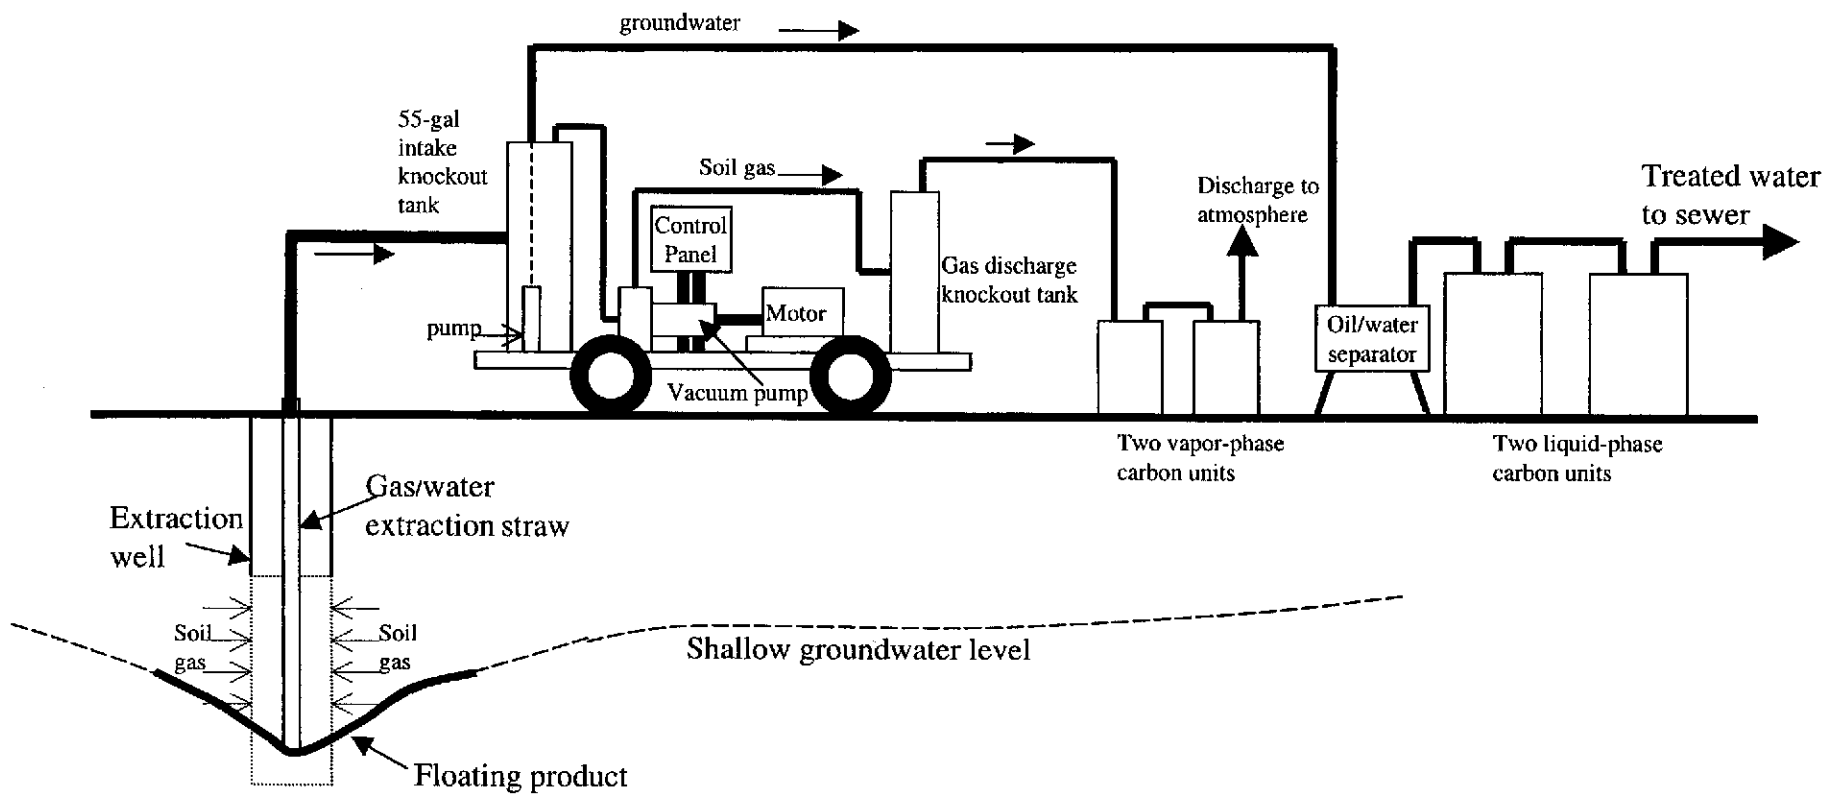 groundwater
55-gal
intake
knockout
tank
Soil gas
Discharge to
atmosphere
Treated water
to sewer
Control
Panel
Gas discharge
knockout tank
pump
Motor
Oil/water
separator
Vacuum pump
Two vapor-phase
carbon units
Two liquid-phase
carbon units
Gas/water
extraction straw
Extraction
well
Soil
gas
Soil
gas
Shallow groundwater level
Floating product